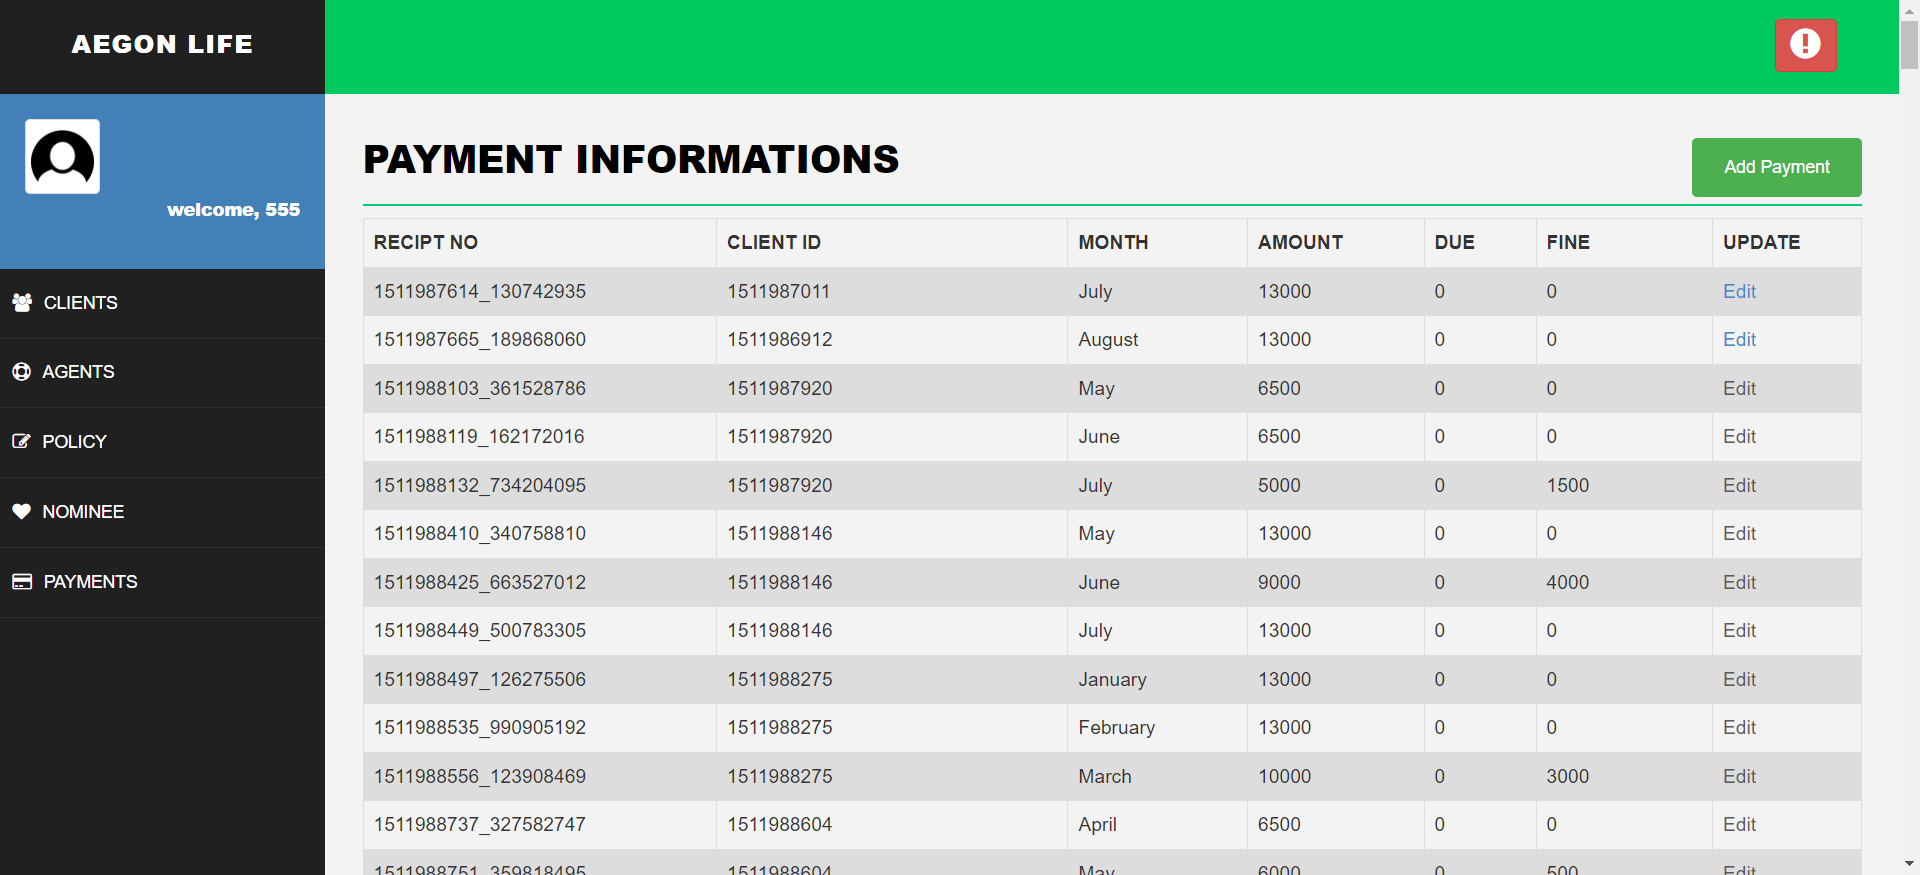 AEGON LIFE
welcome, 555
CLIENTS
AGENTS
POLICY
NOMINEE
PAYMENTS
PAYMENT INFORMATIONS
Add Payment
RECIPT NO CLIENT ID MONTH AMOUNT DUE FINE UPDATE
1511987614_130742935 1511987011 July 13000 0 0 Edit
1511987665_189868060 1511986912 August 13000 0 0 Edit
1511988103_361528786 1511987920 May 6500 0 0 Edit
1511988119_162172016 1511987920 June 6500 0 0 Edit
1511988132_734204095 1511987920 July 5000 0 1500 Edit
1511988410_340758810 1511988146 May 13000 0 0 Edit
1511988425_663527012 1511988146 June 9000 0 4000 Edit
1511988449_500783305 1511988146 July 13000 0 0 Edit
1511988497_126275506 1511988275 January 13000 0 0 Edit
1511988535_990905192 1511988275 February 13000 0 0 Edit
1511988556_123908469 1511988275 March 10000 0 3000 Edit
1511988737_327582747 1511988604 April 6500 0 0 Edit
1511988751_359818495 1511988604 May 6000 0 500 Edit